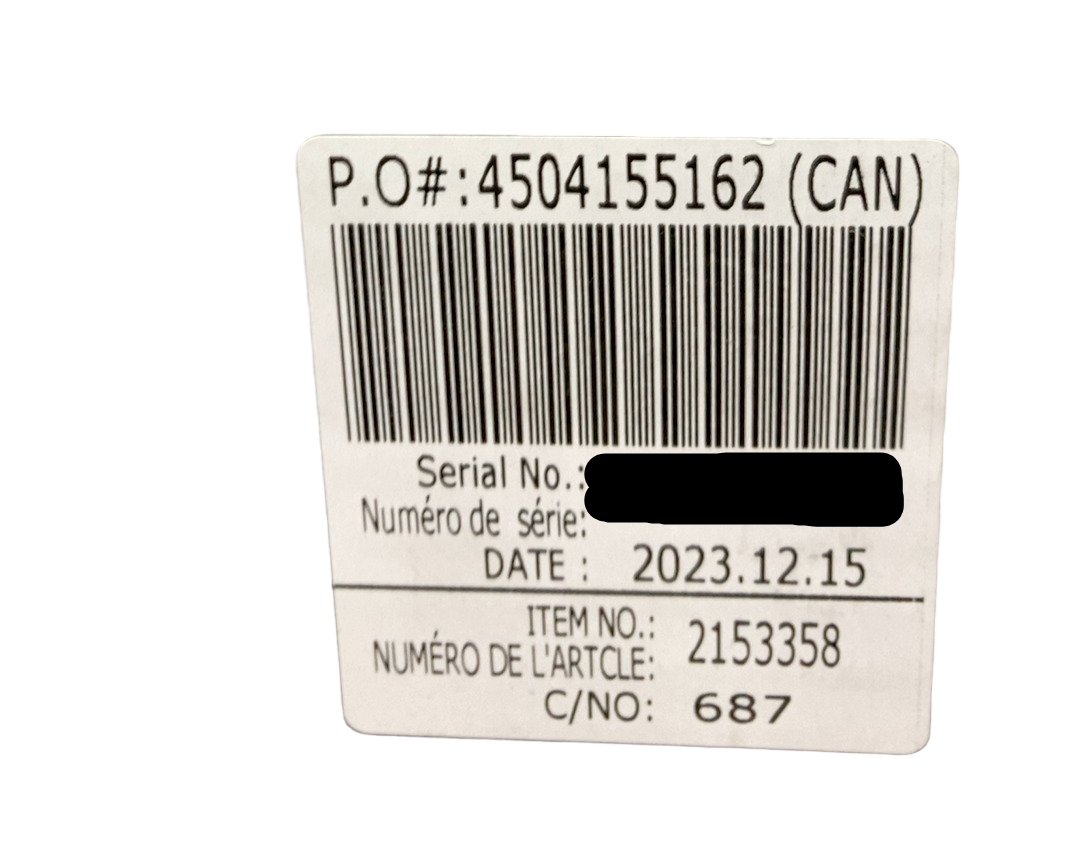 P.O#:4504155162 (CAN)
Serial No.:
Numéro de série:
DATE : 2023.12.15
ITEM NO.: 2153358
NUMÉRO DE L'ARTCLE:
C/NO: 687